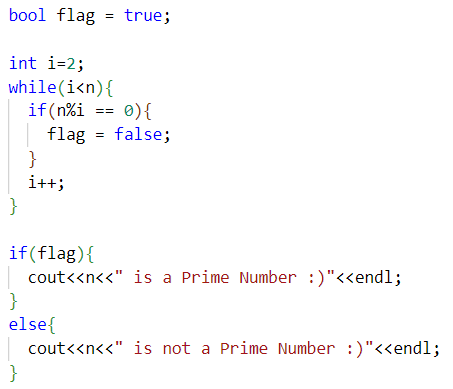 bool flag = true;
int i=2;
while(i<n){
if(n%i == 0){
flag = false;
}
i++;
}
if(flag){
cout<<n<<" is a Prime Number :)"<<endl;
}
else{
cout<<n<<" is not a Prime Number :)"<<endl;
}